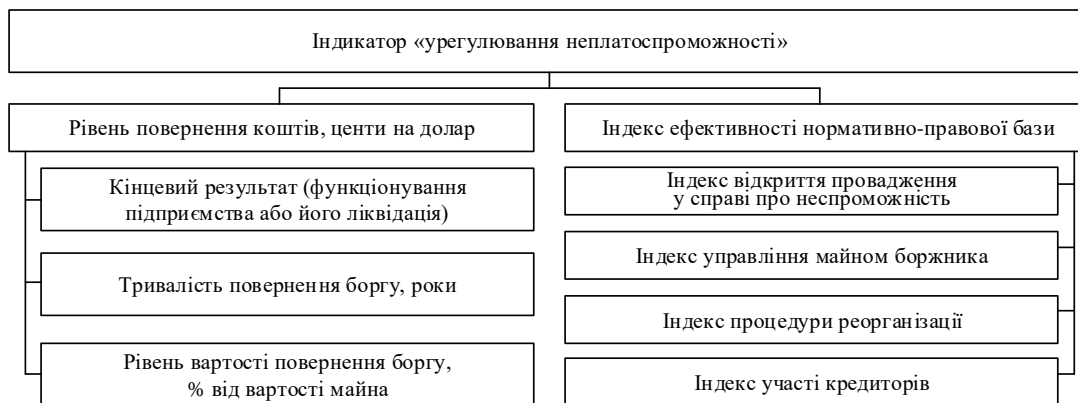 Індикатор «урегулювання неплатоспроможності»
Рівень повернення коштів, центи на долар
Кінцевий результат (функціонування
підприємства або його ліквідація)
Тривалість повернення боргу, роки
Рівень вартості повернення боргу,
% від вартості майна
Індекс ефективності нормативно-правової бази
Індекс відкриття провадження
у справі про неспроможність
Індекс управління майном боржника
Індекс процедури реорганізації
Індекс участі кредиторів